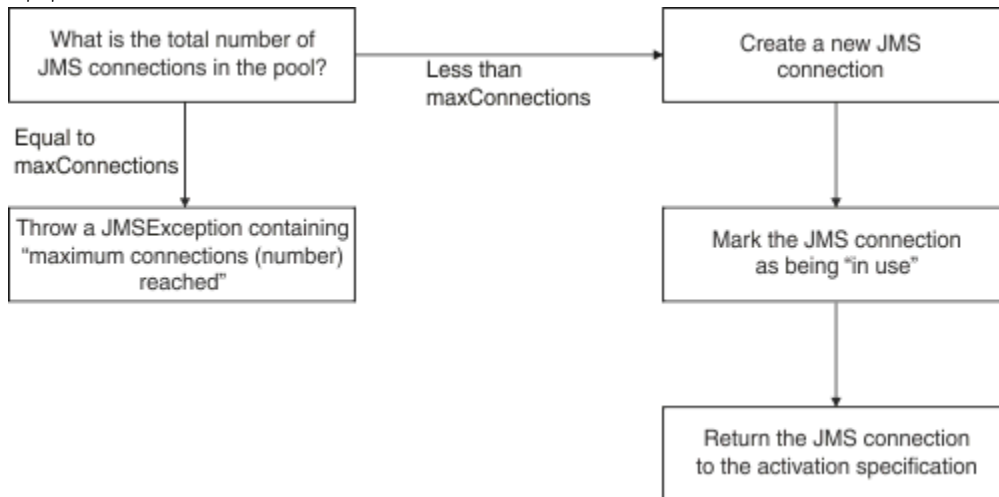 What is the total number of
JMS connections in the pool?
Less than
maxConnections
Create a new JMS
connection
Equal to
maxConnections
Throw a JMSException containing
“maximum connections (number)
reached”
Mark the JMS connection
as being “in use”
Return the JMS connection
to the activation specification